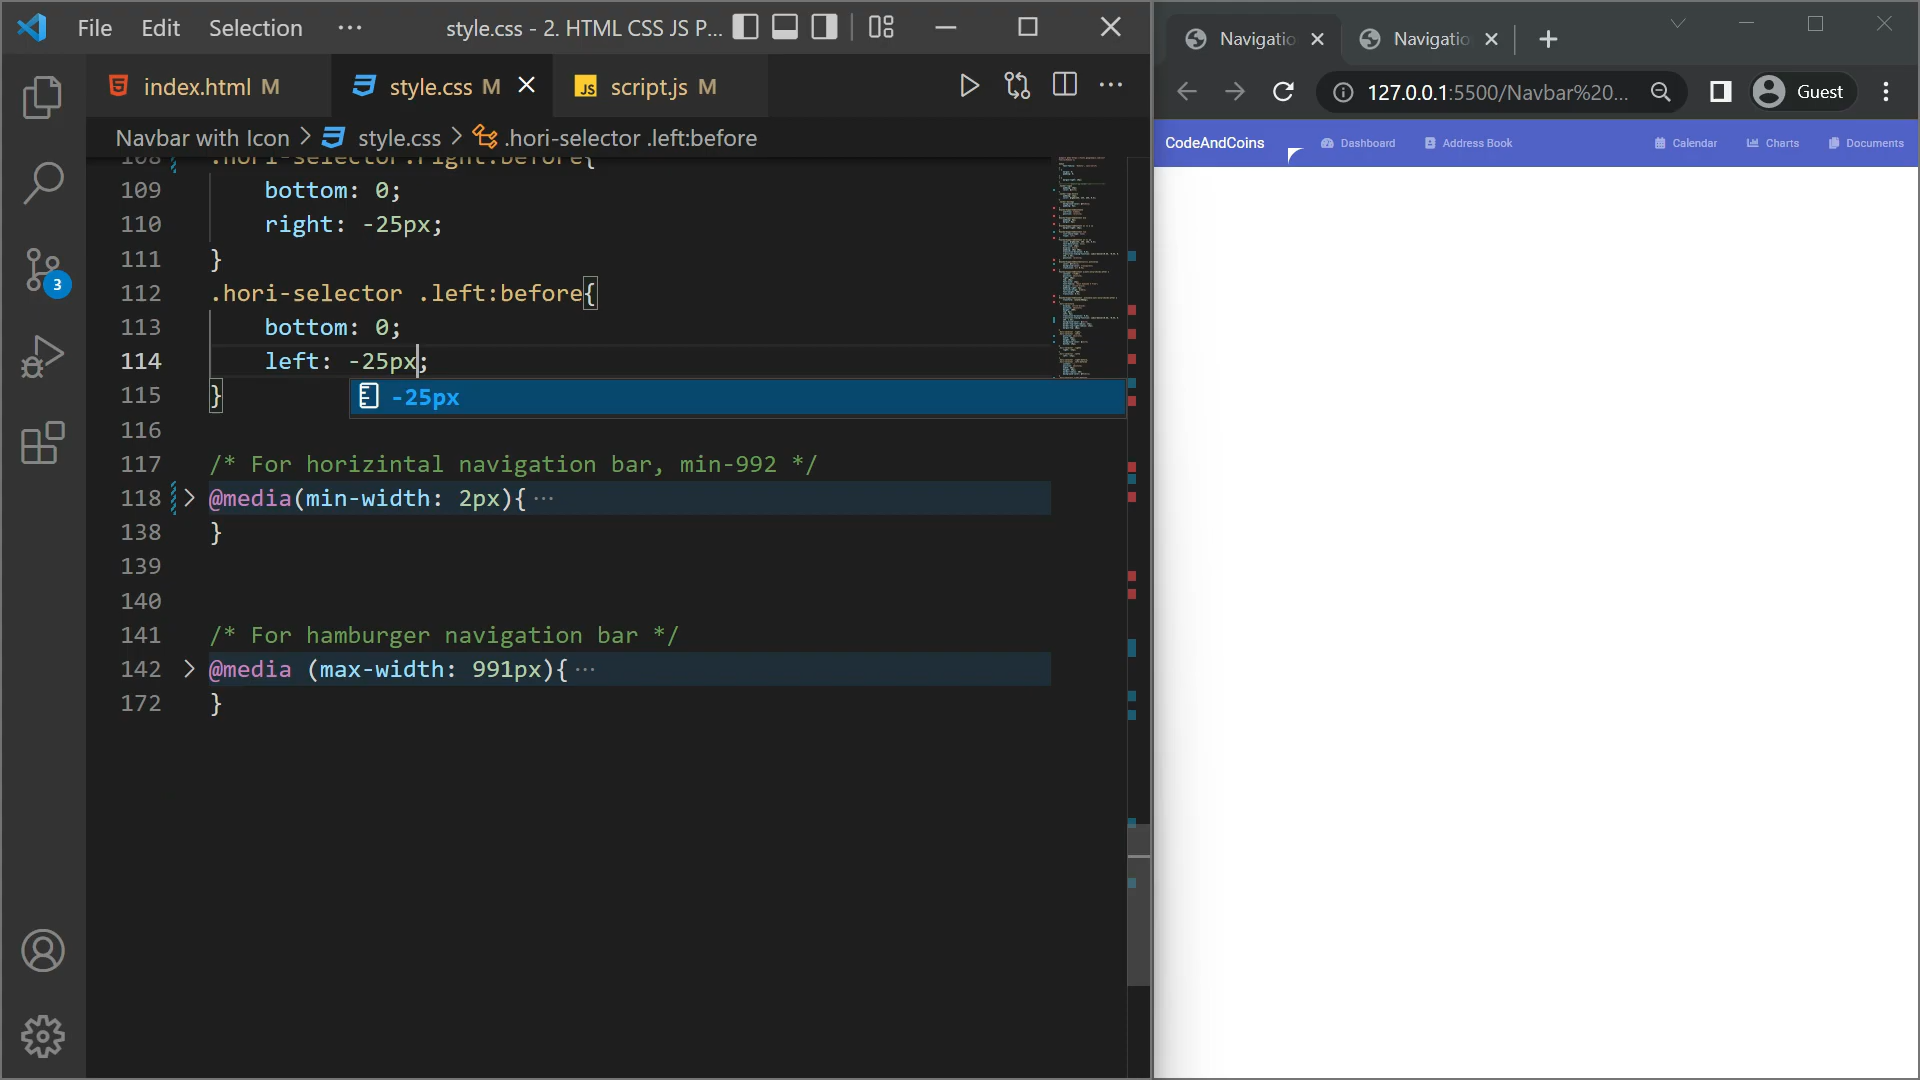 File Edit Selection ··· style.css - 2. HTML CSS JS P...
index.html M style.css M script.js M
Navbar with Icon > style.css > .hori-selector .left:before
108 .hori-selector .right:before{
109 bottom: 0;
110 right: -25px;
111 }
112 .hori-selector .left:before{
113 bottom: 0;
114 left: -25px;
-25px
115 }
116
117 /* For horizintal navigation bar, min-992 */
118 @media(min-width: 2px){ ···
138 }
139
140
141 /* For hamburger navigation bar */
142 @media (max-width: 991px){ ···
172 }
3
Navigatio Navigatio
127.0.0.1:5500/Navbar%20... Guest
CodeAndCoins Dashboard Address Book Calendar Charts Documents